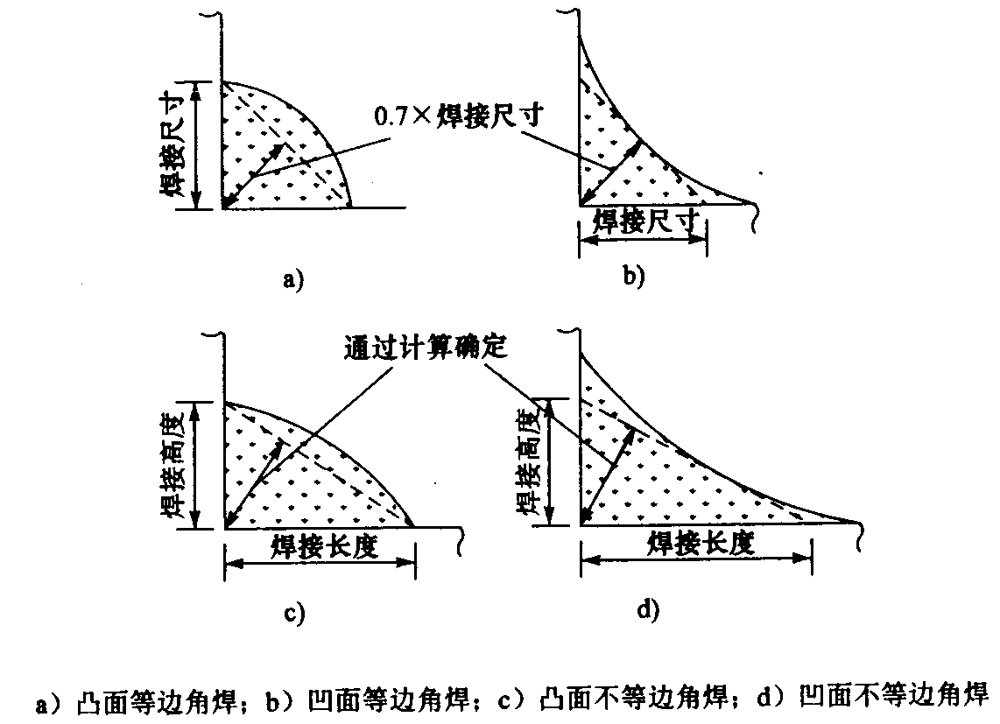 焊接尺寸
0.7×焊接尺寸
焊接尺寸
a)
b)
通过计算确定
焊接高度
焊接高度
焊接长度
焊接长度
c)
d)
a）凸面等边角焊；b）凹面等边角焊；c）凸面不等边角焊；d）凹面不等边角焊